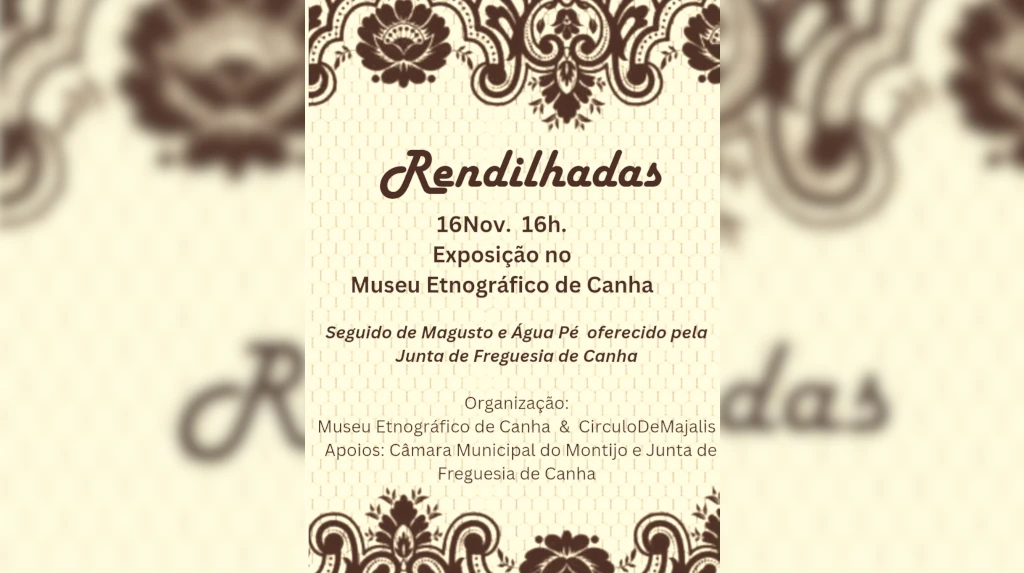 Rendilhadas
16Nov. 16h.
Exposição no
Museu Etnográfico de Canha
Seguido de Magusto e Água Pé oferecido pela
Junta de Freguesia de Canha
Organização:
Museu Etnográfico de Canha & CirculoDeMajalis
Apoios: Câmara Municipal do Montijo e Junta de
Freguesia de Canha